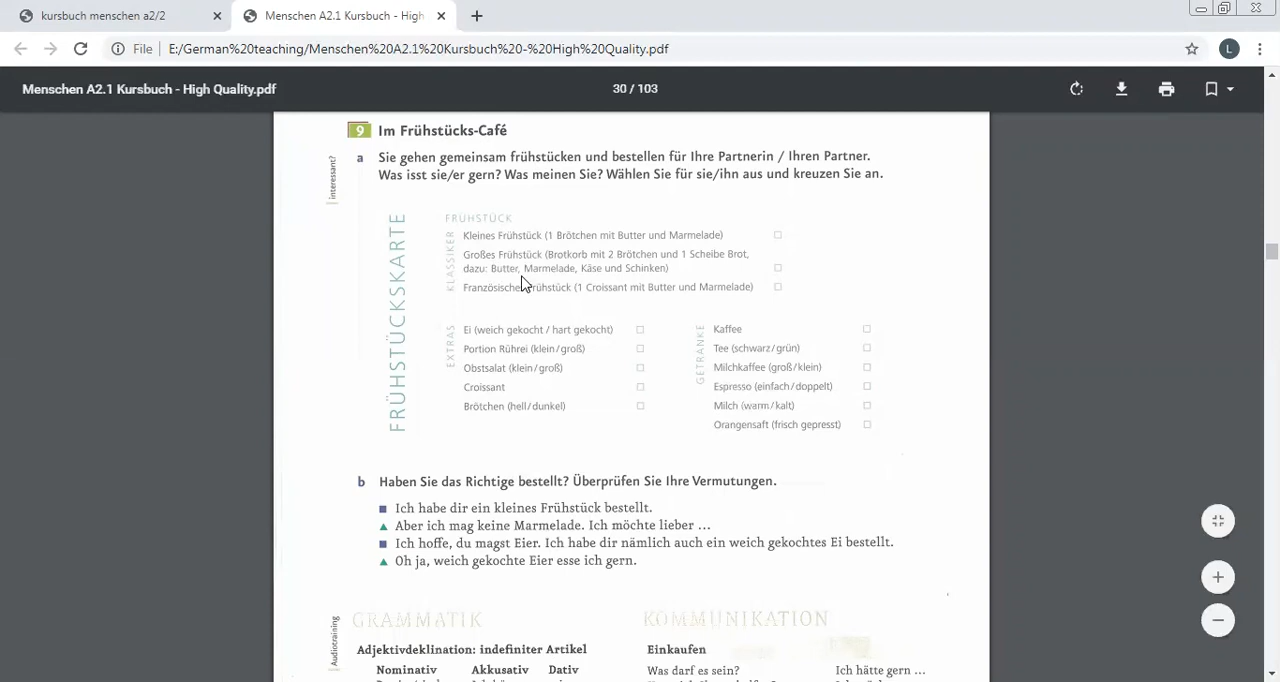 kursbuch menschen a2/2
Menschen A2.1 Kursbuch - High
File
E:/German%20teaching/Menschen%20A2.1%20Kursbuch%20-%20High%20Quality.pdf
L
Menschen A2.1 Kursbuch - High Quality.pdf
30 / 103
9 Im Frühstücks-Café
interessant?
a Sie gehen gemeinsam frühstücken und bestellen für Ihre Partnerin / Ihren Partner.
Was isst sie/er gern? Was meinen Sie? Wählen Sie für sie/ihn aus und kreuzen Sie an.
FRÜHSTÜCKSKARTE
FRÜHSTÜCK
KLASSIKER
Kleines Frühstück (1 Brötchen mit Butter und Marmelade)
Großes Frühstück (Brotkorb mit 2 Brötchen und 1 Scheibe Brot,
dazu: Butter, Marmelade, Käse und Schinken)
Französisches Frühstück (1 Croissant mit Butter und Marmelade)
EXTRAS
Ei (weich gekocht / hart gekocht)
Portion Rührei (klein/groß)
Obstsalat (klein/groß)
Croissant
Brötchen (hell/dunkel)
GETRÄNKE
Kaffee
Tee (schwarz/grün)
Milchkaffee (groß/klein)
Espresso (einfach/doppelt)
Milch (warm/kalt)
Orangensaft (frisch gepresst)
b Haben Sie das Richtige bestellt? Überprüfen Sie Ihre Vermutungen.
Ich habe dir ein kleines Frühstück bestellt.
Aber ich mag keine Marmelade. Ich möchte lieber ...
Ich hoffe, du magst Eier. Ich habe dir nämlich auch ein weich gekochtes Ei bestellt.
Oh ja, weich gekochte Eier esse ich gern.
Audiotraining
GRAMMATIK
Adjektivdeklination: indefiniter Artikel
Nominativ Akkusativ Dativ
KOMMUNIKATION
Einkaufen
Was darf es sein? Ich hätte gern ...